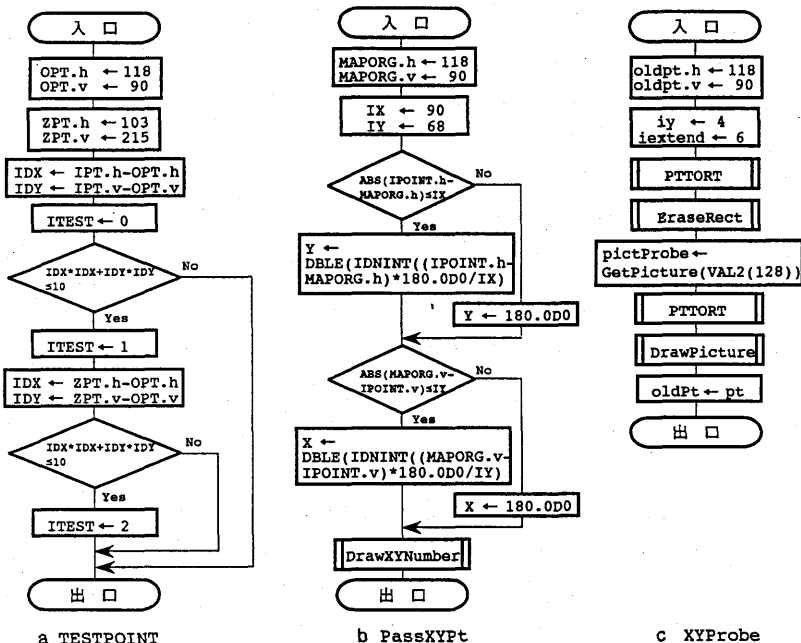 入 口
OPT.h ←118
OPT.v ← 90
ZPT.h ←103
ZPT.v ←215
IDX ← IPT.h-OPT.h
IDY ← IPT.v-OPT.v
ITEST← 0
IDX*IDX+IDY*IDY
≤10
No
Yes
ITEST← 1
IDX ← ZPT.h-OPT.h
IDY ← ZPT.v-OPT.v
IDX*IDX+IDY*IDY
≤10
No
Yes
ITEST← 2
出 口
a TESTPOINT
入 口
MAPORG.h ← 118
MAPORG.v ← 90
IX ← 90
IY ← 68
ABS(IPOINT.h-
MAPORG.h)≤IX
No
Yes
Y ←
DBLE(IDNINT((IPOINT.h-
MAPORG.h)*180.0D0/IX)
Y ← 180.0D0
ABS(MAPORG.v-
IPOINT.v)≤IY
No
Yes
X ←
DBLE(IDNINT((MAPORG.v-
IPOINT.v)*180.0D0/IY)
X ← 180.0D0
DrawXYNumber
出 口
b PassXYPt
入 口
oldpt.h ←118
oldpt.v ← 90
iy ← 4
iextend ← 6
PTTORT
EraseRect
pictProbe←
GetPicture(VAL2(128))
PTTORT
DrawPicture
oldPt← pt
出 口
c XYProbe